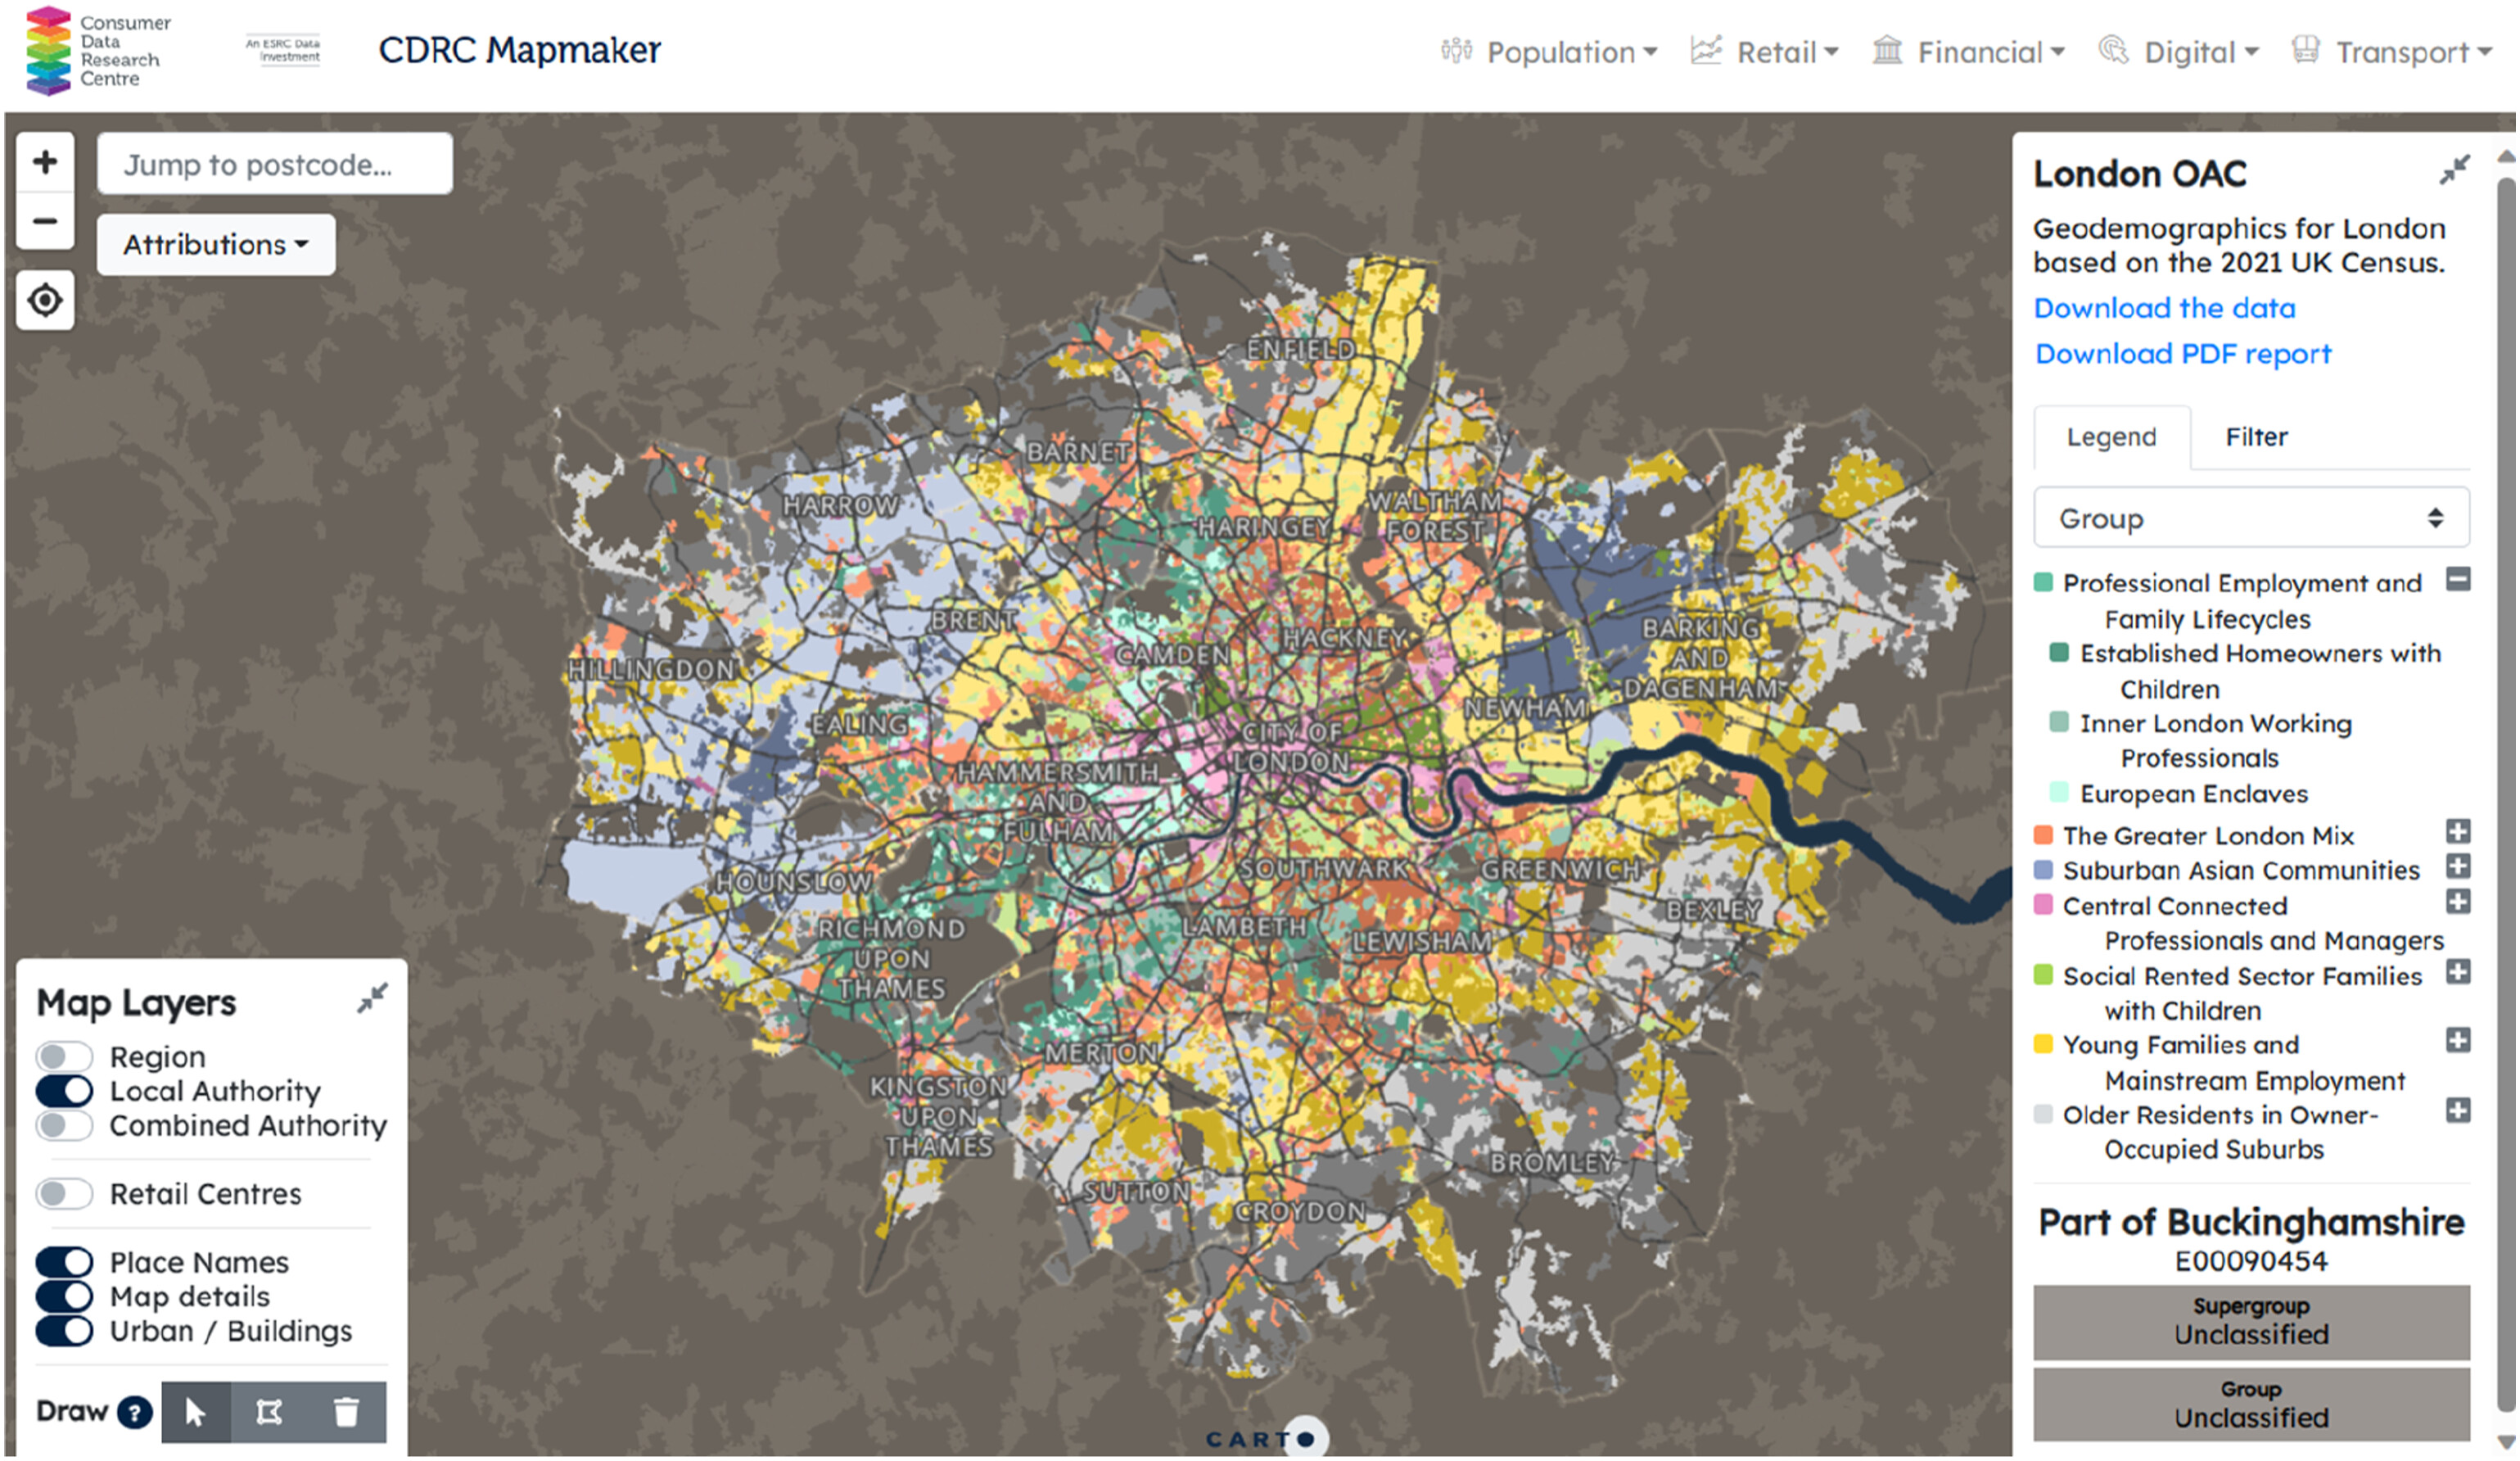 Consumer
Data
Research
Centre
An ESRC Data
Investment
CDRC Mapmaker
Population
Retail
Financial
Digital
Transport
+
−
Jump to postcode...
Attributions
ENFIELD
BARNET
HARROW
WALTHAM
FOREST
HARINGEY
BRENT
HACKNEY
CAMDEN
BARKING
AND
DAGENHAM
HILLINGDON
NEWHAM
EALING
CITY OF
LONDON
HAMMERSMITH
AND
FULHAM
SOUTHWARK
GREENWICH
HOUNSLOW
BEXLEY
RICHMOND
UPON
THAMES
LAMBETH
LEWISHAM
MERTON
KINGSTON
UPON
THAMES
BROMLEY
SUTTON
CROYDON
CARTO
Map Layers
Region
Local Authority
Combined Authority
Retail Centres
Place Names
Map details
Urban / Buildings
Draw ?
London OAC
Geodemographics for London
based on the 2021 UK Census.
Download the data
Download PDF report
Legend
Filter
Group
Professional Employment and
Family Lifecycles
Established Homeowners with
Children
Inner London Working
Professionals
European Enclaves
The Greater London Mix
Suburban Asian Communities
Central Connected
Professionals and Managers
Social Rented Sector Families
with Children
Young Families and
Mainstream Employment
Older Residents in Owner-
Occupied Suburbs
Part of Buckinghamshire
E00090454
Supergroup
Unclassified
Group
Unclassified